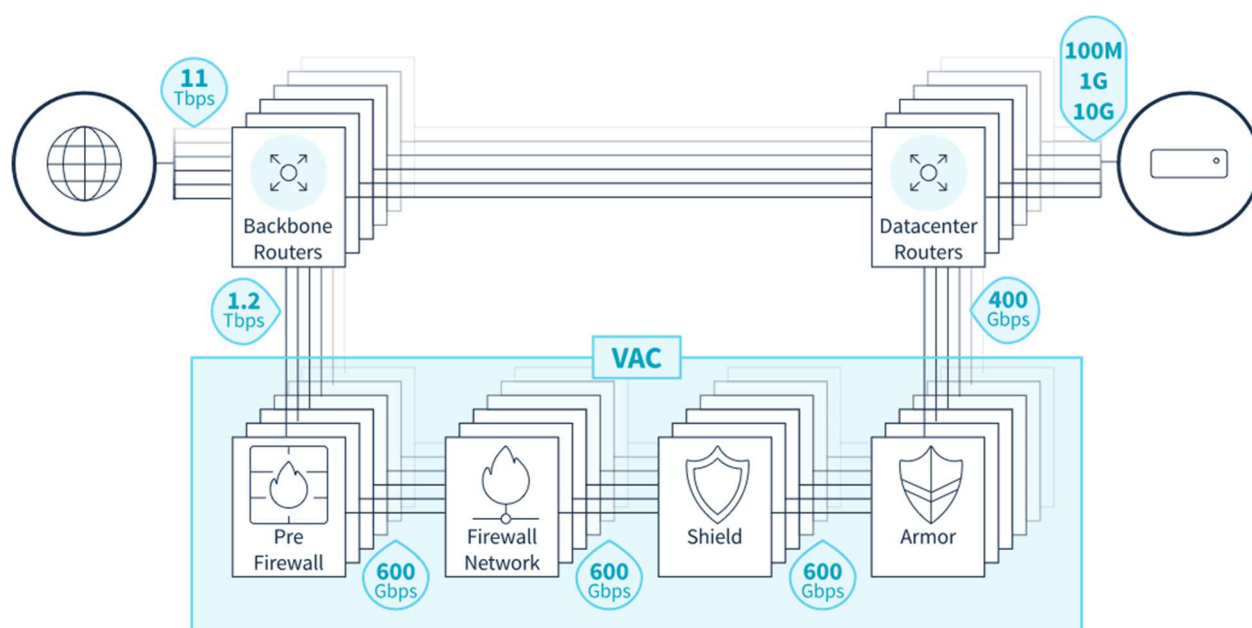 11
Tbps
100M
1G
10G
Backbone
Routers
Datacenter
Routers
1.2
Tbps
400
Gbps
VAC
Pre
Firewall
Firewall
Network
Shield
Armor
600
Gbps
600
Gbps
600
Gbps